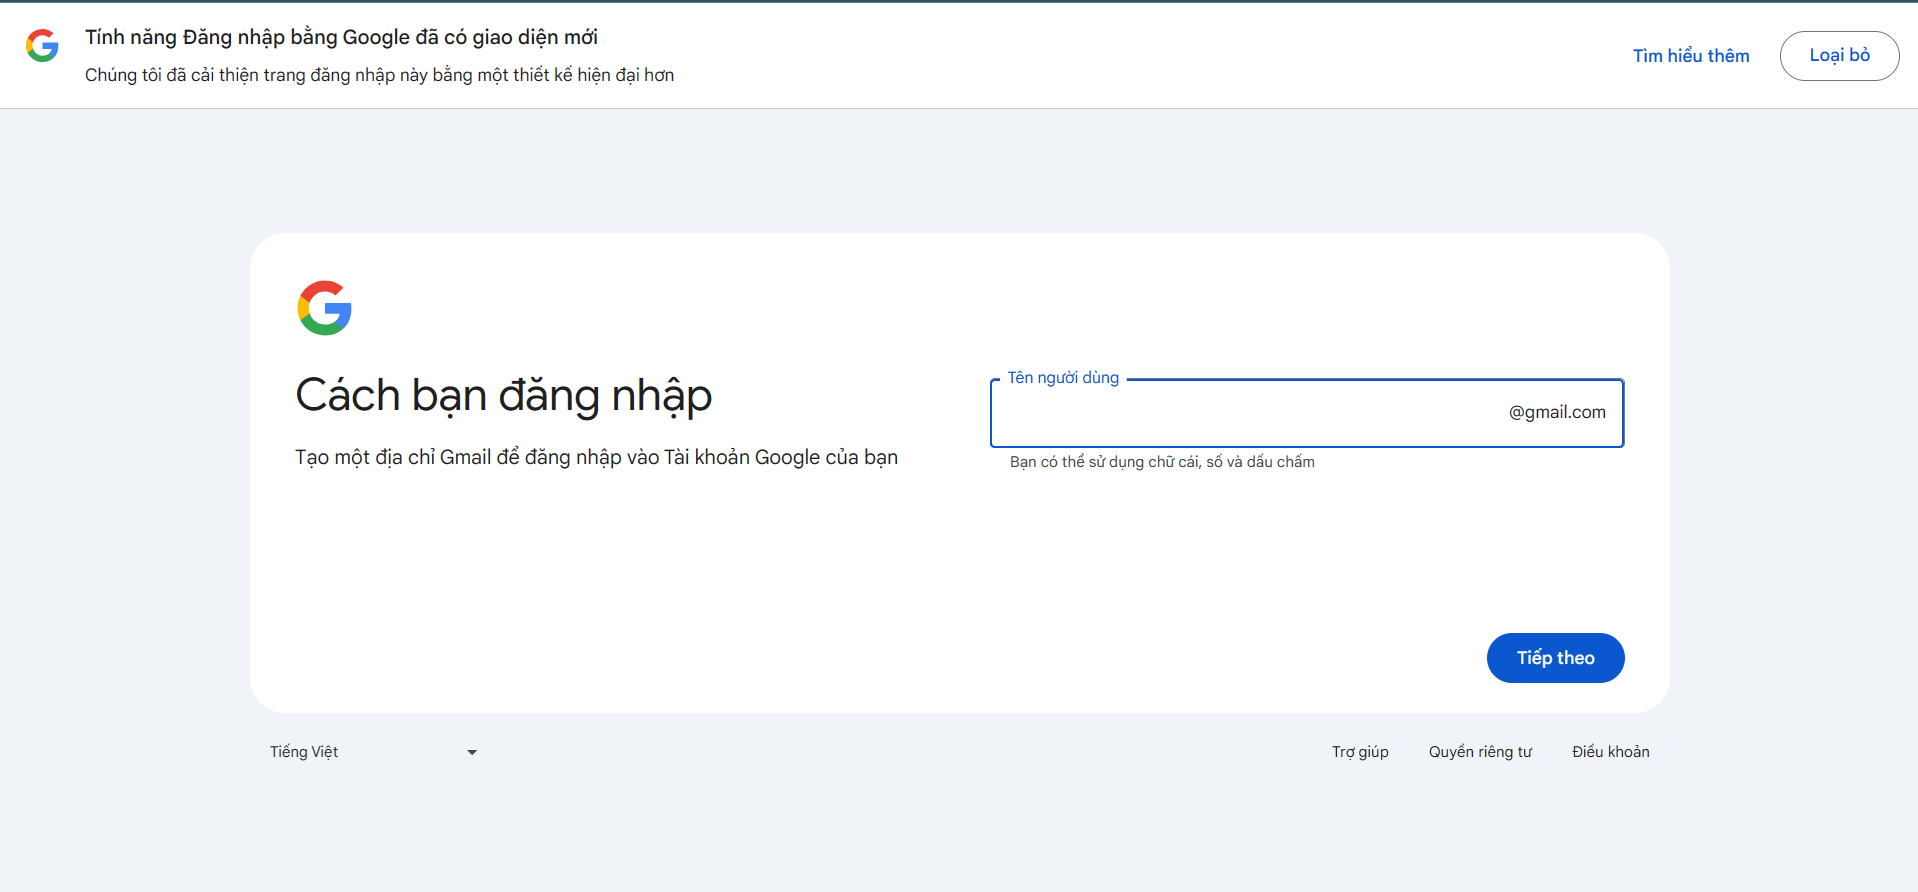 Tính năng Đăng nhập bằng Google đã có giao diện mới
Chúng tôi đã cải thiện trang đăng nhập này bằng một thiết kế hiện đại hơn
Tìm hiểu thêm
Loại bỏ
Cách bạn đăng nhập
Tạo một địa chỉ Gmail để đăng nhập vào Tài khoản Google của bạn
Tên người dùng
@gmail.com
Bạn có thể sử dụng chữ cái, số và dấu chấm
Tiếp theo
Tiếng Việt
Trợ giúp
Quyền riêng tư
Điều khoản